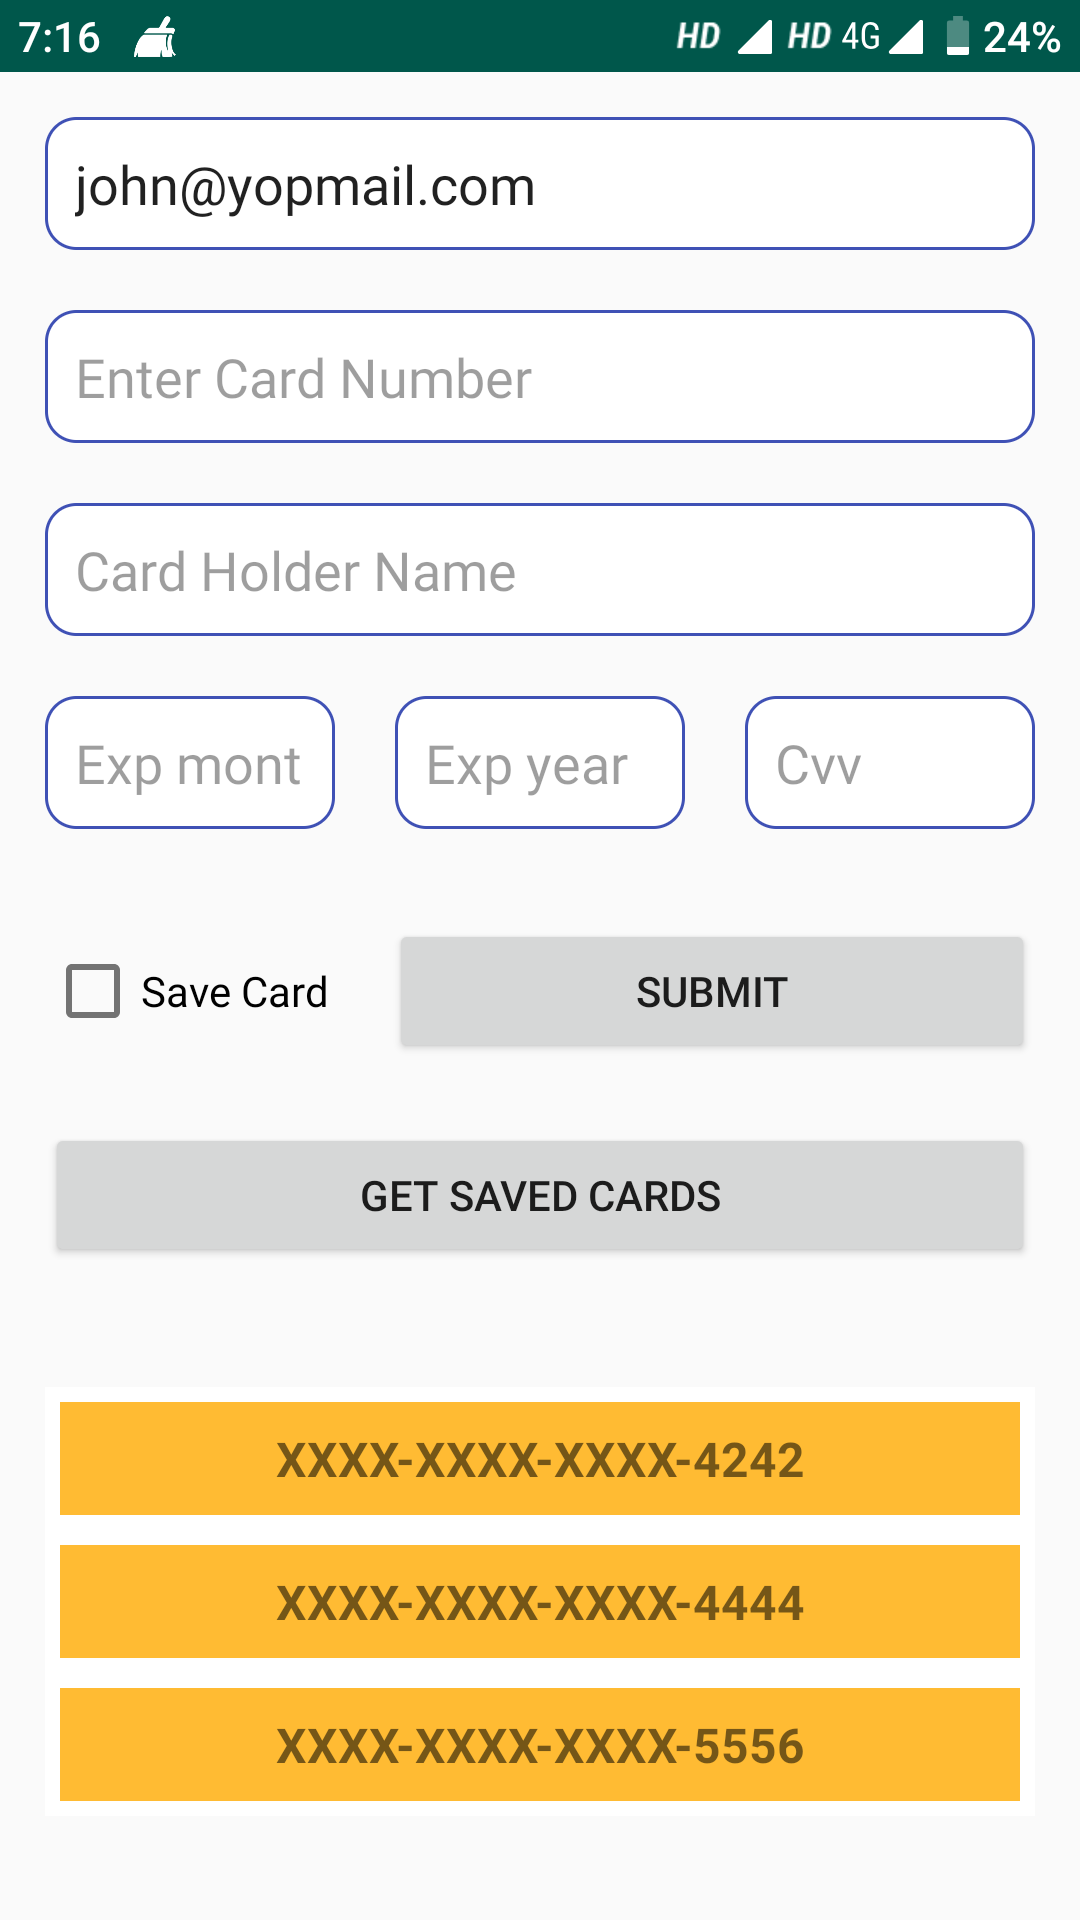 7:16 HD HD 4G 24%
john@yopmail.com
Enter Card Number
Card Holder Name
Exp mont Exp year Cvv
Save Card SUBMIT
GET SAVED CARDS
XXXX-XXXX-XXXX-4242
XXXX-XXXX-XXXX-4444
XXXX-XXXX-XXXX-5556